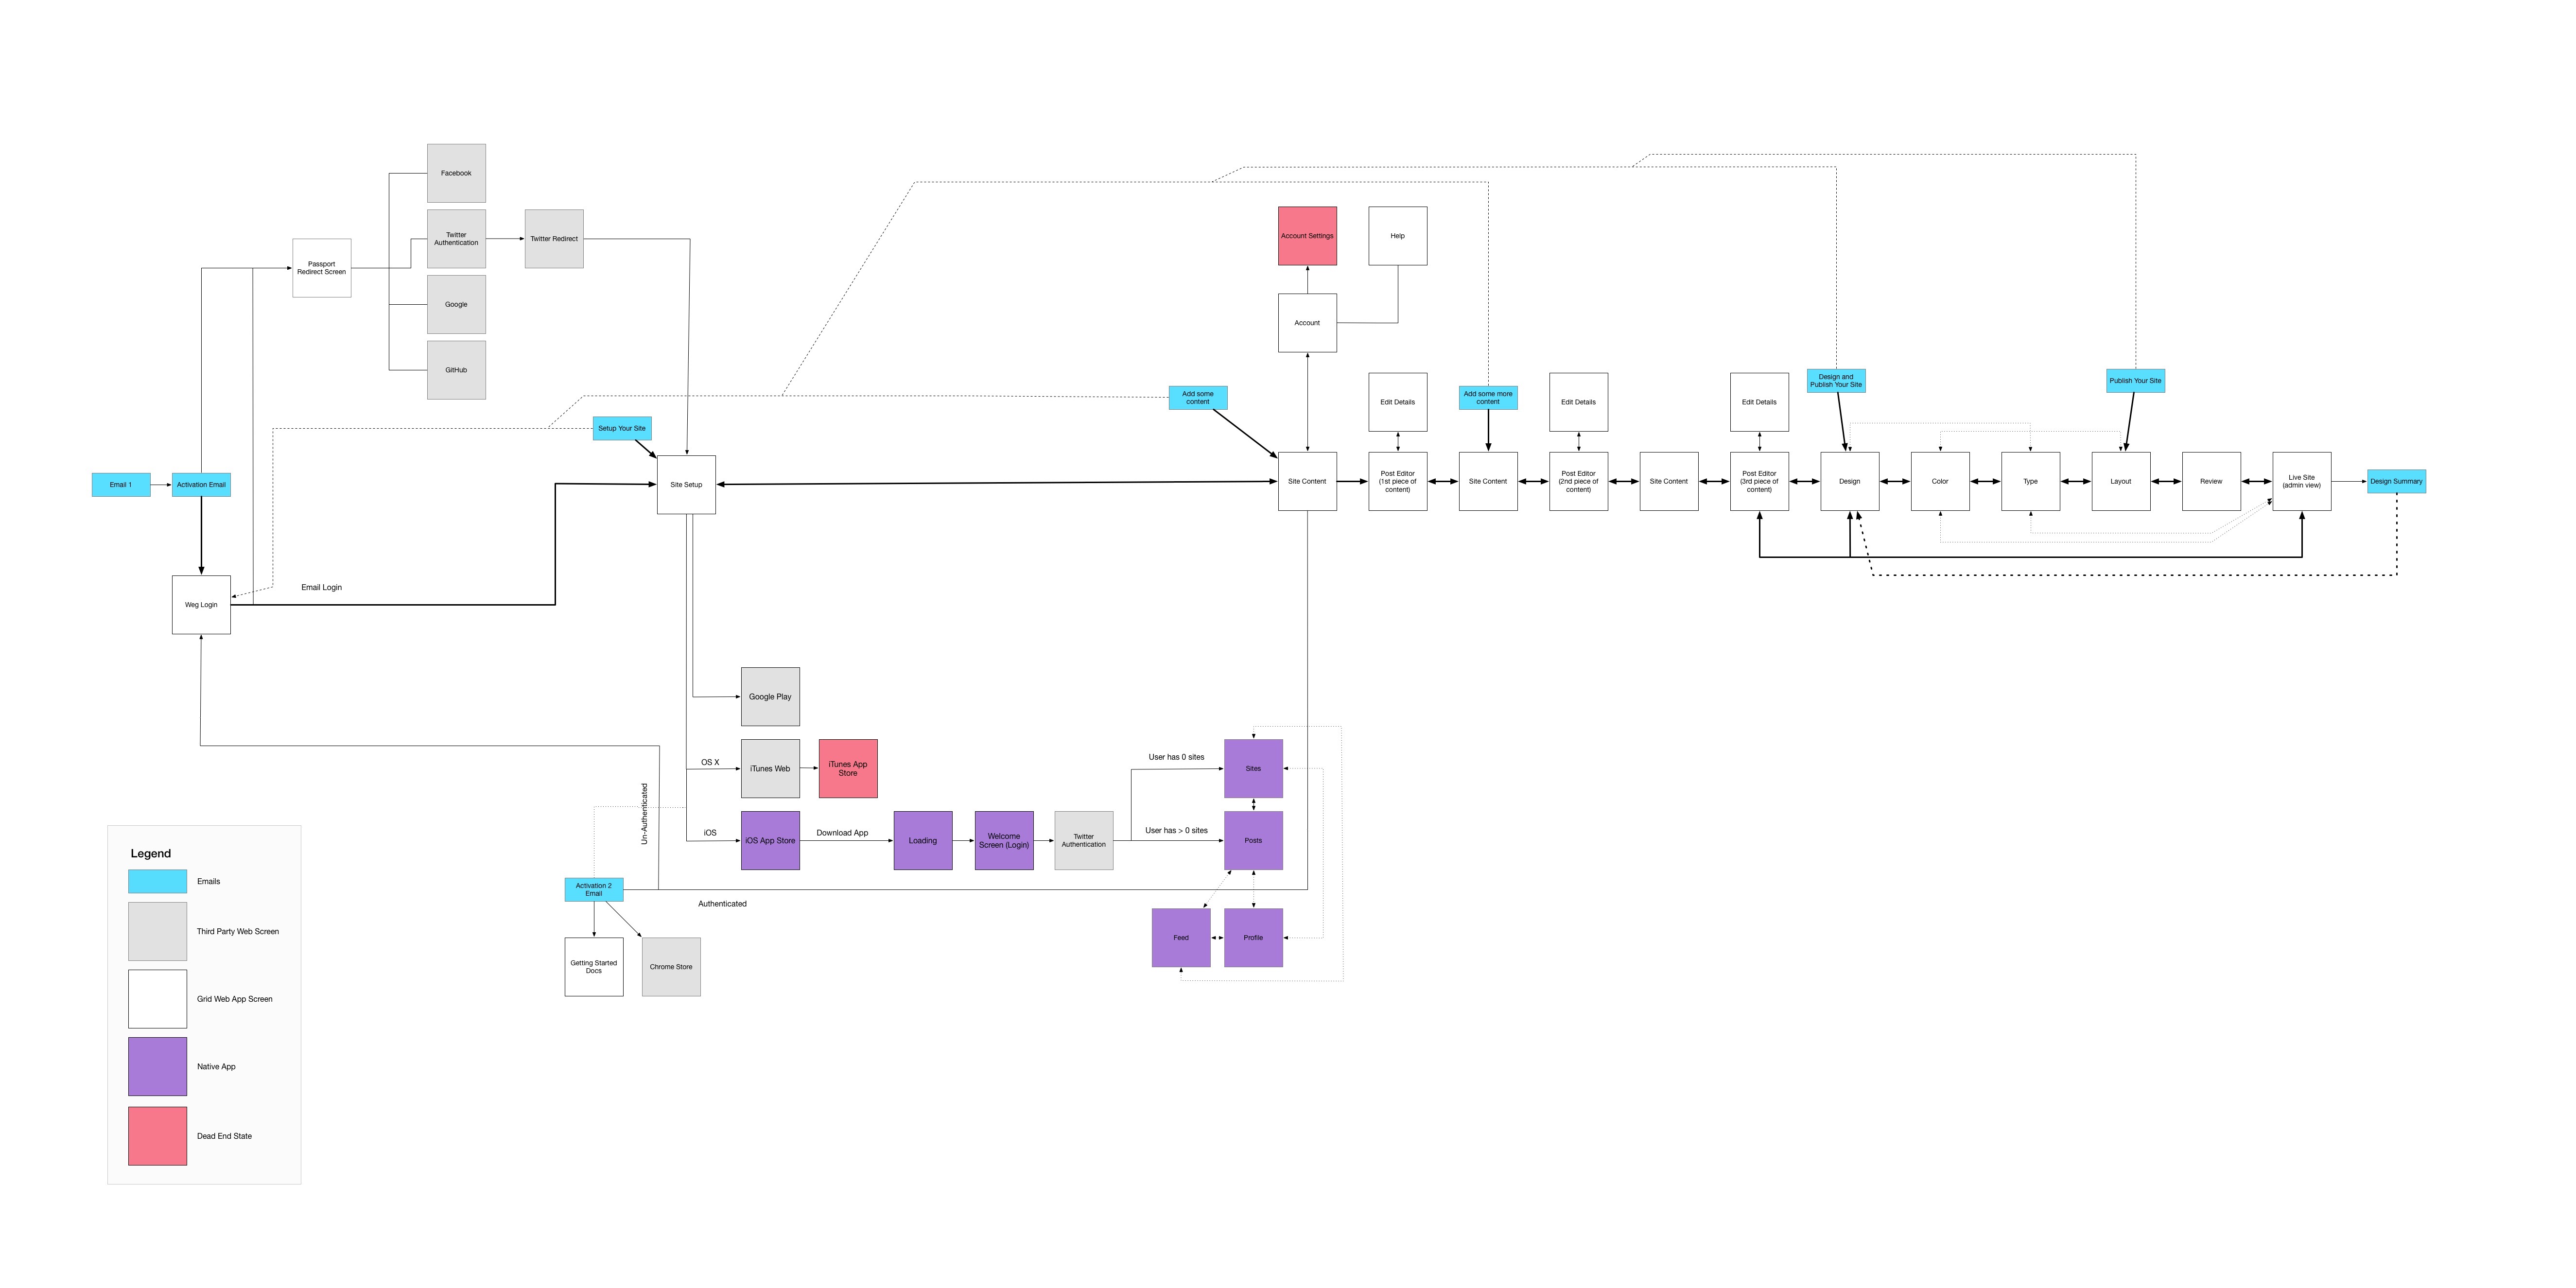 Facebook
Twitter
Authentication
Twitter Redirect
Passport
Redirect Screen
Google
GitHub
Account Settings
Help
Account
Design and
Publish Your Site
Publish Your Site
Add some
content
Edit Details
Add some more
content
Edit Details
Edit Details
Setup Your Site
Email 1
Activation Email
Site Setup
Site Content
Post Editor
(1st piece of
content)
Site Content
Post Editor
(2nd piece of
content)
Site Content
Post Editor
(3rd piece of
content)
Design
Color
Type
Layout
Review
Live Site
(admin view)
Design Summary
Email Login
Weg Login
Google Play
OS X
iTunes Web
iTunes App
Store
User has 0 sites
Sites
Un-Authenticated
iOS
iOS App Store
Download App
Loading
Welcome
Screen (Login)
Twitter
Authentication
User has > 0 sites
Posts
Activation 2
Email
Authenticated
Getting Started
Docs
Chrome Store
Feed
Profile
Legend
Emails
Third Party Web Screen
Grid Web App Screen
Native App
Dead End State